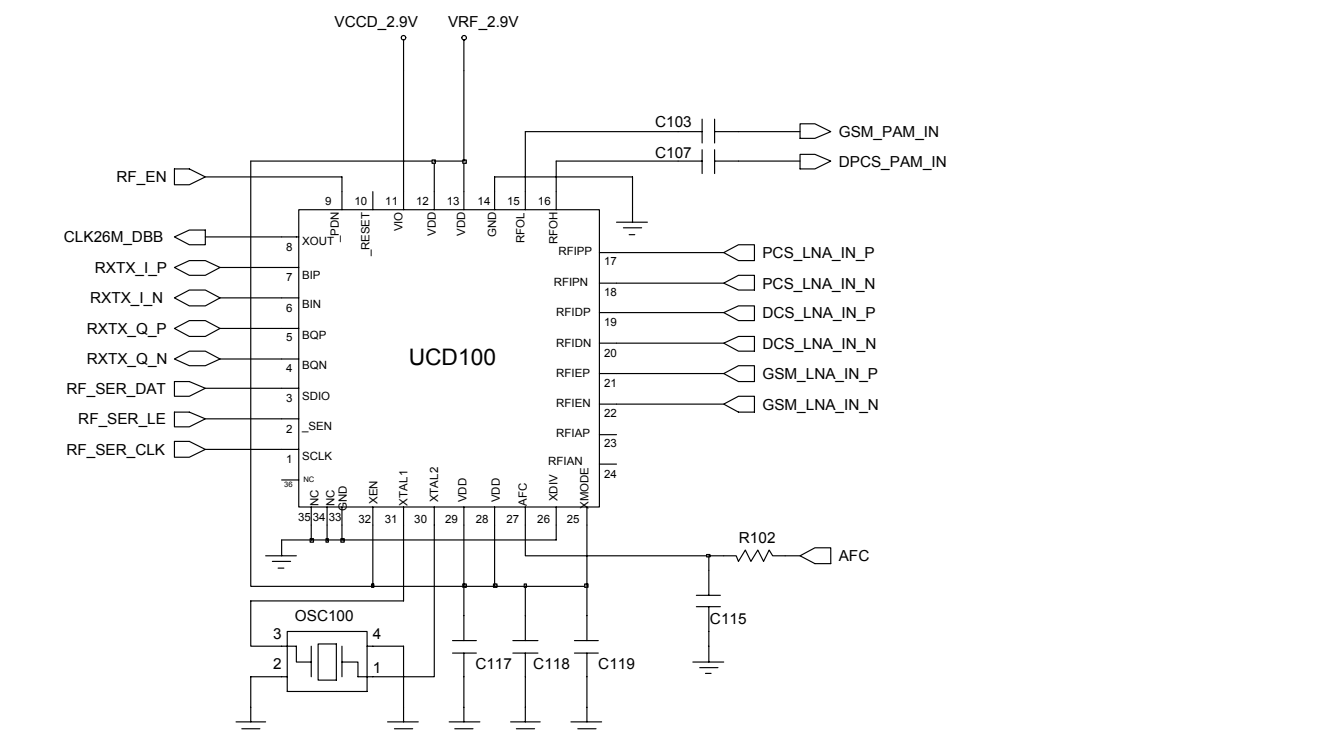 VCCD_2.9V VRF_2.9V
C103 GSM_PAM_IN
C107 DPCS_PAM_IN
RF_EN
9 10 11 12 13 14 15 16
_PDN _RESET VIO VDD VDD GND RFOL RFOH
CLK26M_DBB 8 XOUT
RXTX_I_P 7 BIP
RXTX_I_N 6 BIN
RXTX_Q_P 5 BQP
RXTX_Q_N 4 BQN
RF_SER_DAT 3 SDIO
RF_SER_LE 2 _SEN
RF_SER_CLK 1 SCLK
36 NC
UCD100
RFIPP 17 PCS_LNA_IN_P
RFIPN 18 PCS_LNA_IN_N
RFIDP 19 DCS_LNA_IN_P
RFIDN 20 DCS_LNA_IN_N
RFIEP 21 GSM_LNA_IN_P
RFIEN 22 GSM_LNA_IN_N
RFIAP 23
RFIAN 24
NC NC GND XEN XTAL1 XTAL2 VDD VDD AFC XDIV XMODE
35 34 33 32 31 30 29 28 27 26 25
R102 AFC
C115
OSC100
3 4
2 1
C117 C118 C119